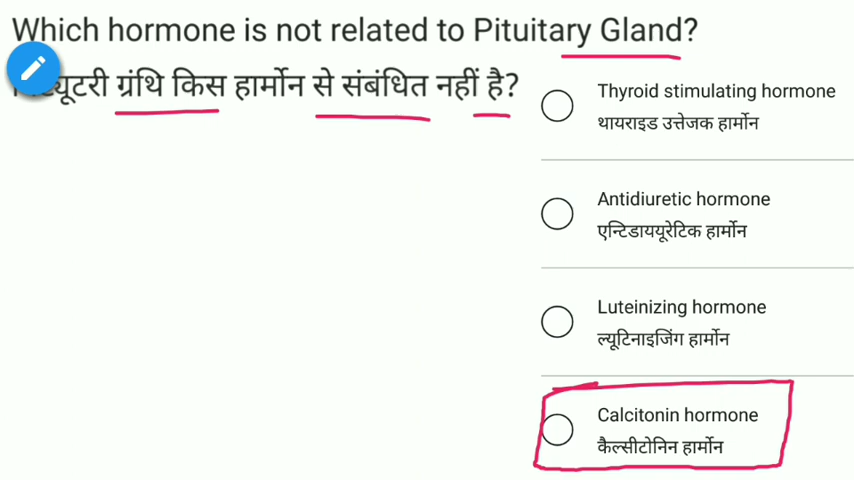 Which hormone is not related to Pituitary Gland?
ग्रंथि किस हार्मोन से संबंधित नहीं है?
Thyroid stimulating hormone
थायराइड उत्तेजक हार्मोन
Antidiuretic hormone
एन्टिडाययूरेटिक हार्मोन
Luteinizing hormone
ल्यूटिनाइजिंग हार्मोन
Calcitonin hormone
कैल्सीटोनिन हार्मोन